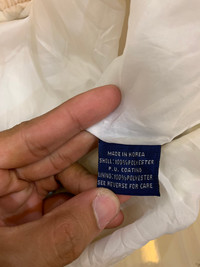 MADE IN KOREA
SHELL:100%POLYESTER
P.U. COATING
LINING:100%POLYESTER
SEE REVERSE FOR CARE